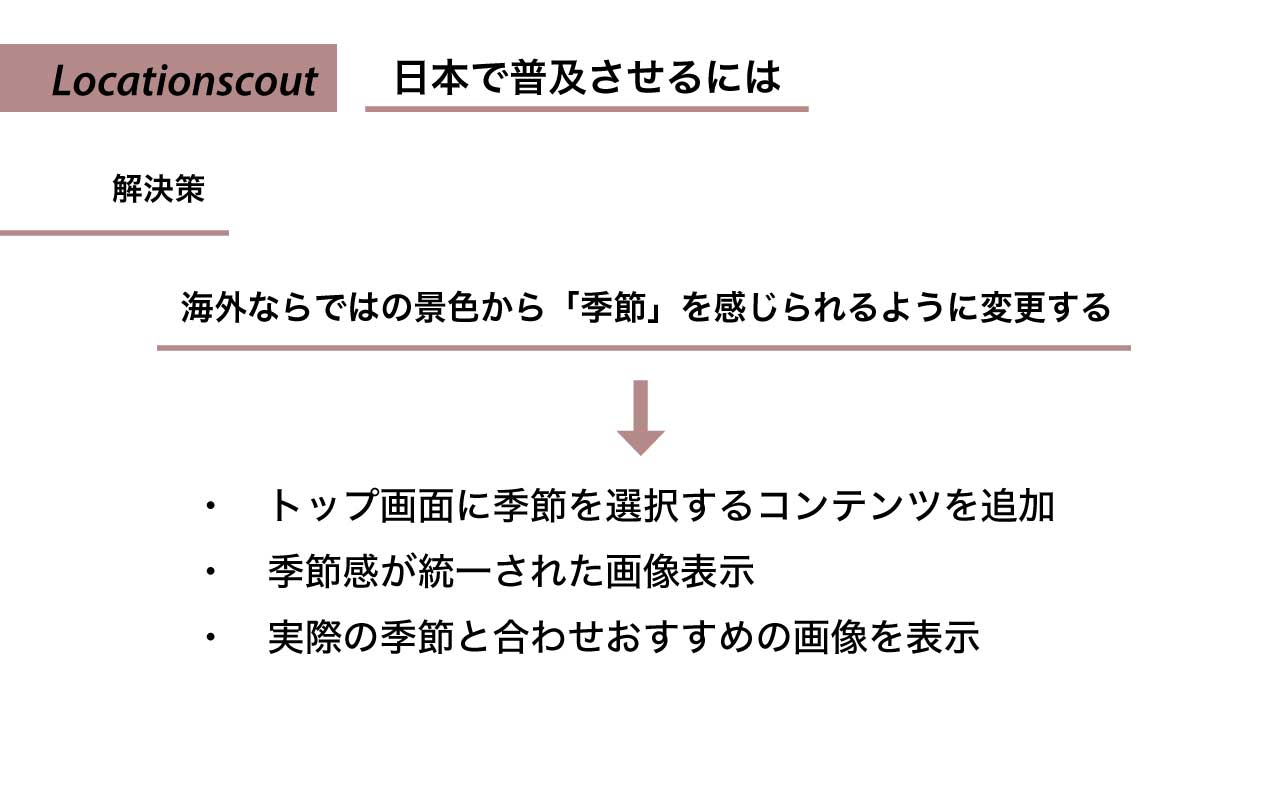 Locationscout
日本で普及させるには
解決策
海外ならではの景色から「季節」を感じられるように変更する
・ トップ画面に季節を選択するコンテンツを追加
・ 季節感が統一された画像表示
・ 実際の季節と合わせおすすめの画像を表示